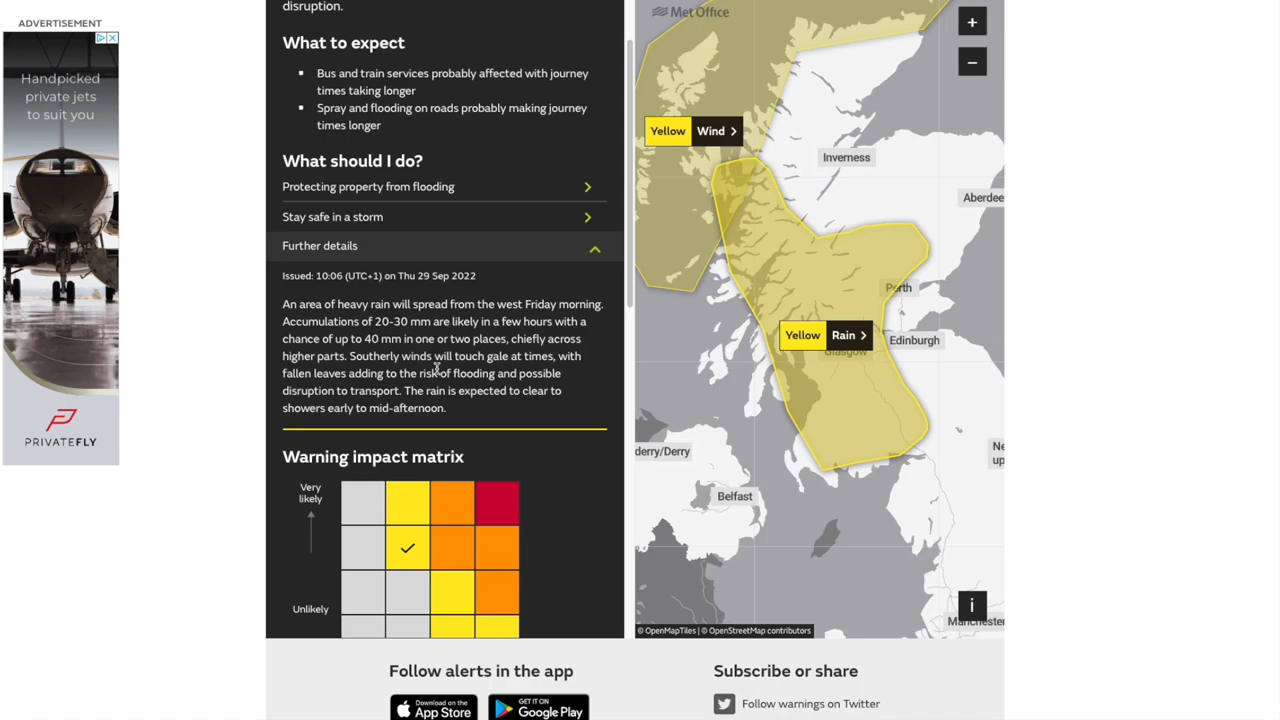 ADVERTISEMENT
Handpicked
private jets
to suit you
PRIVATEFLY
disruption.
What to expect
Bus and train services probably affected with journey
times taking longer
Spray and flooding on roads probably making journey
times longer
What should I do?
Protecting property from flooding
Stay safe in a storm
Further details
Issued: 10:06 (UTC+1) on Thu 29 Sep 2022
An area of heavy rain will spread from the west Friday morning.
Accumulations of 20-30 mm are likely in a few hours with a
chance of up to 40 mm in one or two places, chiefly across
higher parts. Southerly winds will touch gale at times, with
fallen leaves adding to the risk of flooding and possible
disruption to transport. The rain is expected to clear to
showers early to mid-afternoon.
Warning impact matrix
Very
likely
Unlikely
Met Office
+
−
Yellow Wind
Inverness
Aberdee
Perth
Yellow Rain
Edinburgh
Glasgow
derry/Derry
Ne
up
Belfast
i
Manchester
© OpenMapTiles | © OpenStreetMap contributors
Follow alerts in the app
Download on the
App Store
GET IT ON
Google Play
Subscribe or share
Follow warnings on Twitter